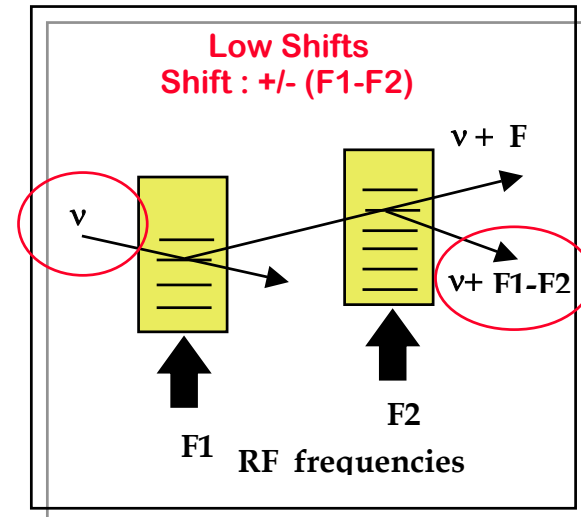 Low Shifts
Shift : +/- (F1-F2)
ν + F
ν
ν+ F1-F2
F2
F1
RF frequencies